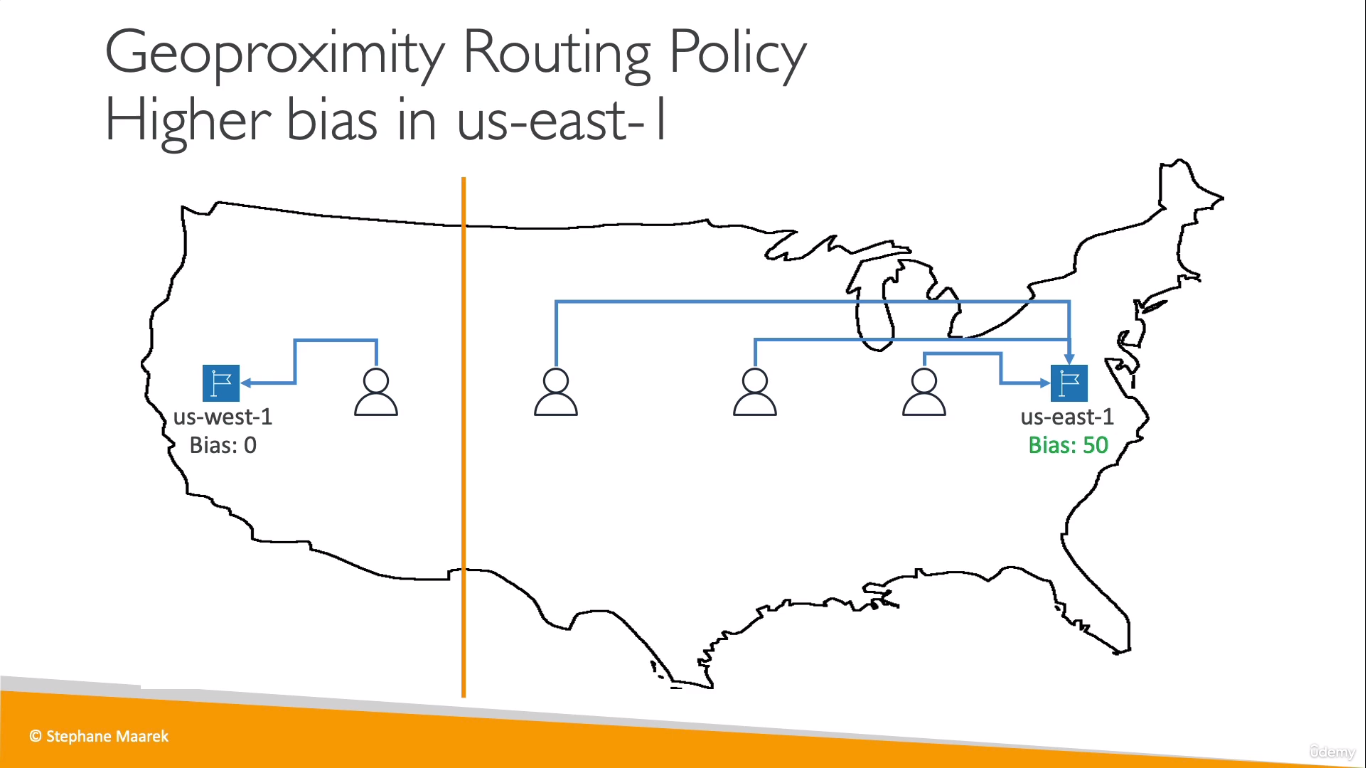 Geoproximity Routing Policy
Higher bias in us-east-1
us-west-1
Bias: 0
us-east-1
Bias: 50
© Stephane Maarek
ûdemy